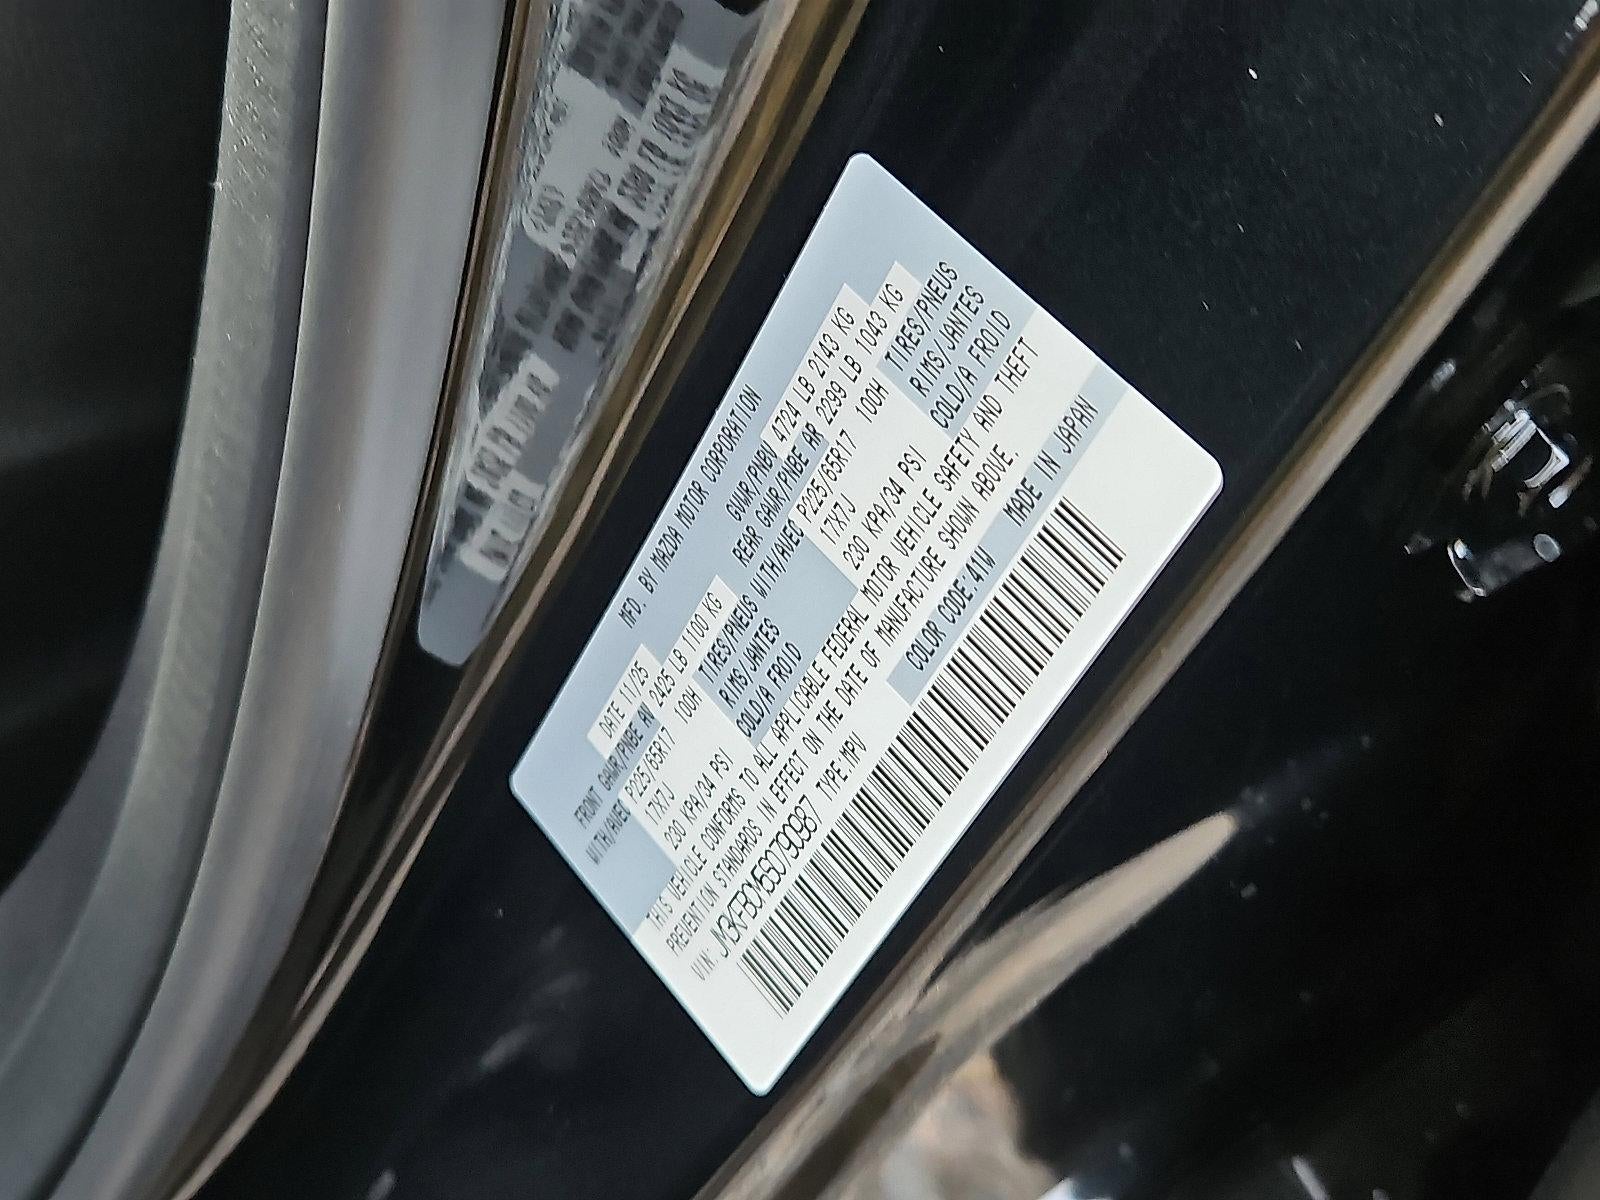 MFD. BY MAZDA MOTOR CORPORATION
DATE 11/25 GVWR/PNBV 4724 LB 2143 KG
FRONT GAWR/PNBE AV 2425 LB 1100 KG REAR GAWR/PNBE AR 2299 LB 1043 KG
WITH/AVEC P225/65R17 100H TIRES/PNEUS WITH/AVEC P225/65R17 100H TIRES/PNEUS
17X7J RIMS/JANTES 17X7J RIMS/JANTES
230 KPA/34 PSI COLD/A FROID 230 KPA/34 PSI COLD/A FROID
THIS VEHICLE CONFORMS TO ALL APPLICABLE FEDERAL MOTOR VEHICLE SAFETY AND THEFT
PREVENTION STANDARDS IN EFFECT ON THE DATE OF MANUFACTURE SHOWN ABOVE.
VIN: TYPE:MPV COLOR CODE:41W MADE IN JAPAN